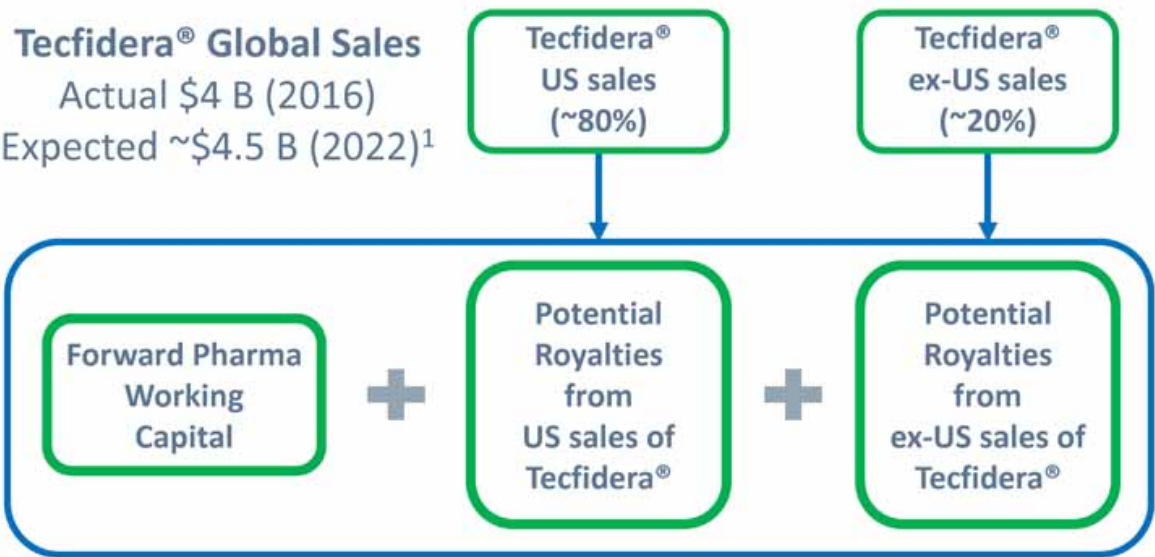 Tecfidera® Global Sales
Actual $4 B (2016)
Expected ~$4.5 B (2022)¹
Tecfidera®
US sales
(~80%)
Tecfidera®
ex-US sales
(~20%)
Forward Pharma
Working
Capital
Potential
Royalties
from
US sales of
Tecfidera®
Potential
Royalties
from
ex-US sales of
Tecfidera®